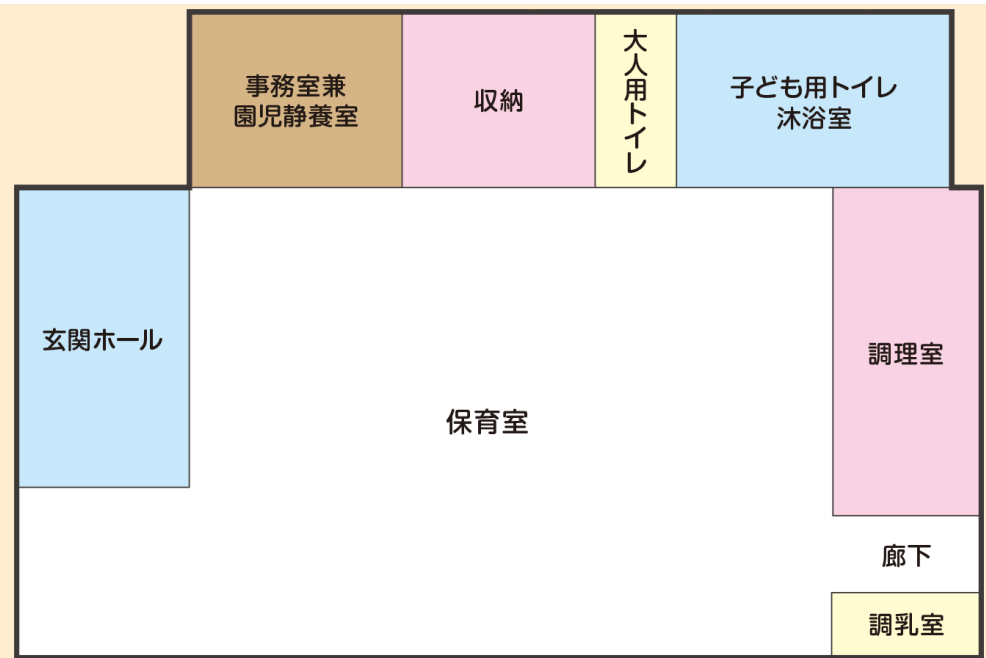 事務室兼
園児静養室
収納
大人用トイレ
子ども用トイレ
沐浴室
玄関ホール
保育室
調理室
廊下
調乳室